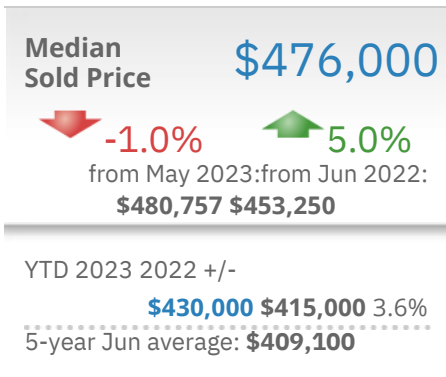 Median
Sold Price
$476,000
-1.0% 5.0%
from May 2023:from Jun 2022:
$480,757 $453,250
YTD 2023 2022 +/-
$430,000 $415,000 3.6%
5-year Jun average: $409,100